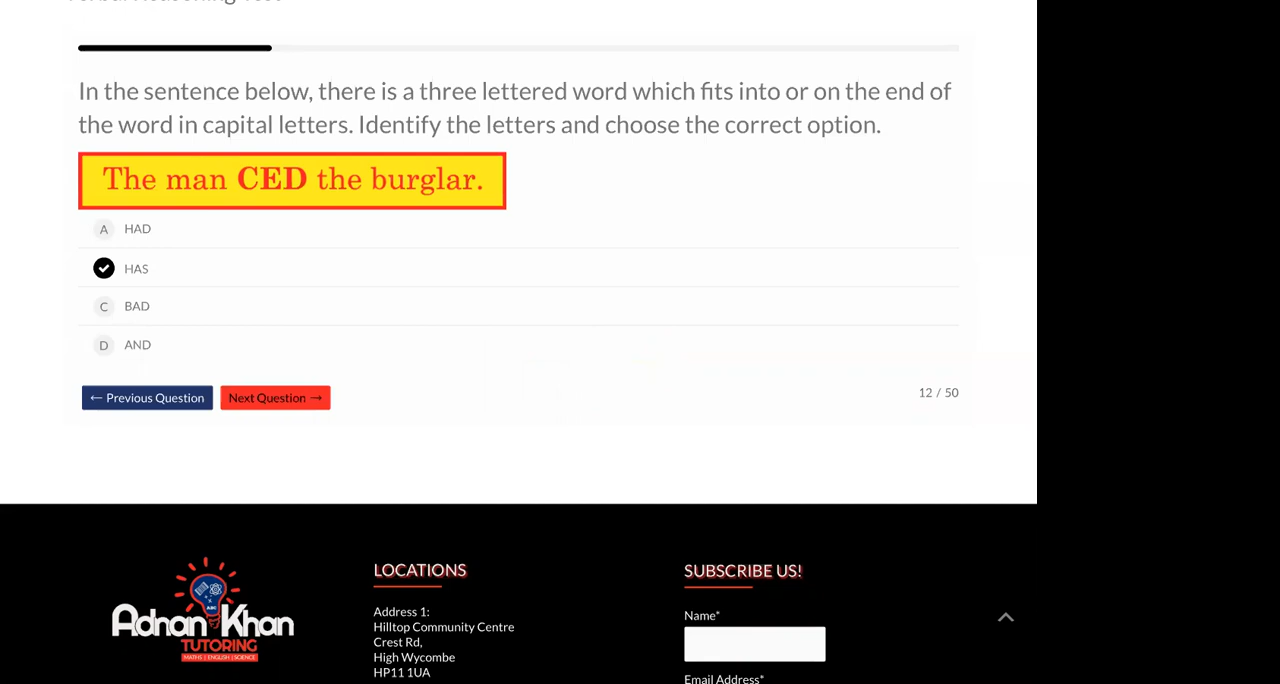 In the sentence below, there is a three lettered word which fits into or on the end of
the word in capital letters. Identify the letters and choose the correct option.
The man CED the burglar.
A HAD
HAS
C BAD
D AND
← Previous Question Next Question → 12 / 50
Adnan Khan
TUTORING
MATHS | ENGLISH | SCIENCE
LOCATIONS
Address 1:
Hilltop Community Centre
Crest Rd,
High Wycombe
HP11 1UA
SUBSCRIBE US!
Name*
Email Address*